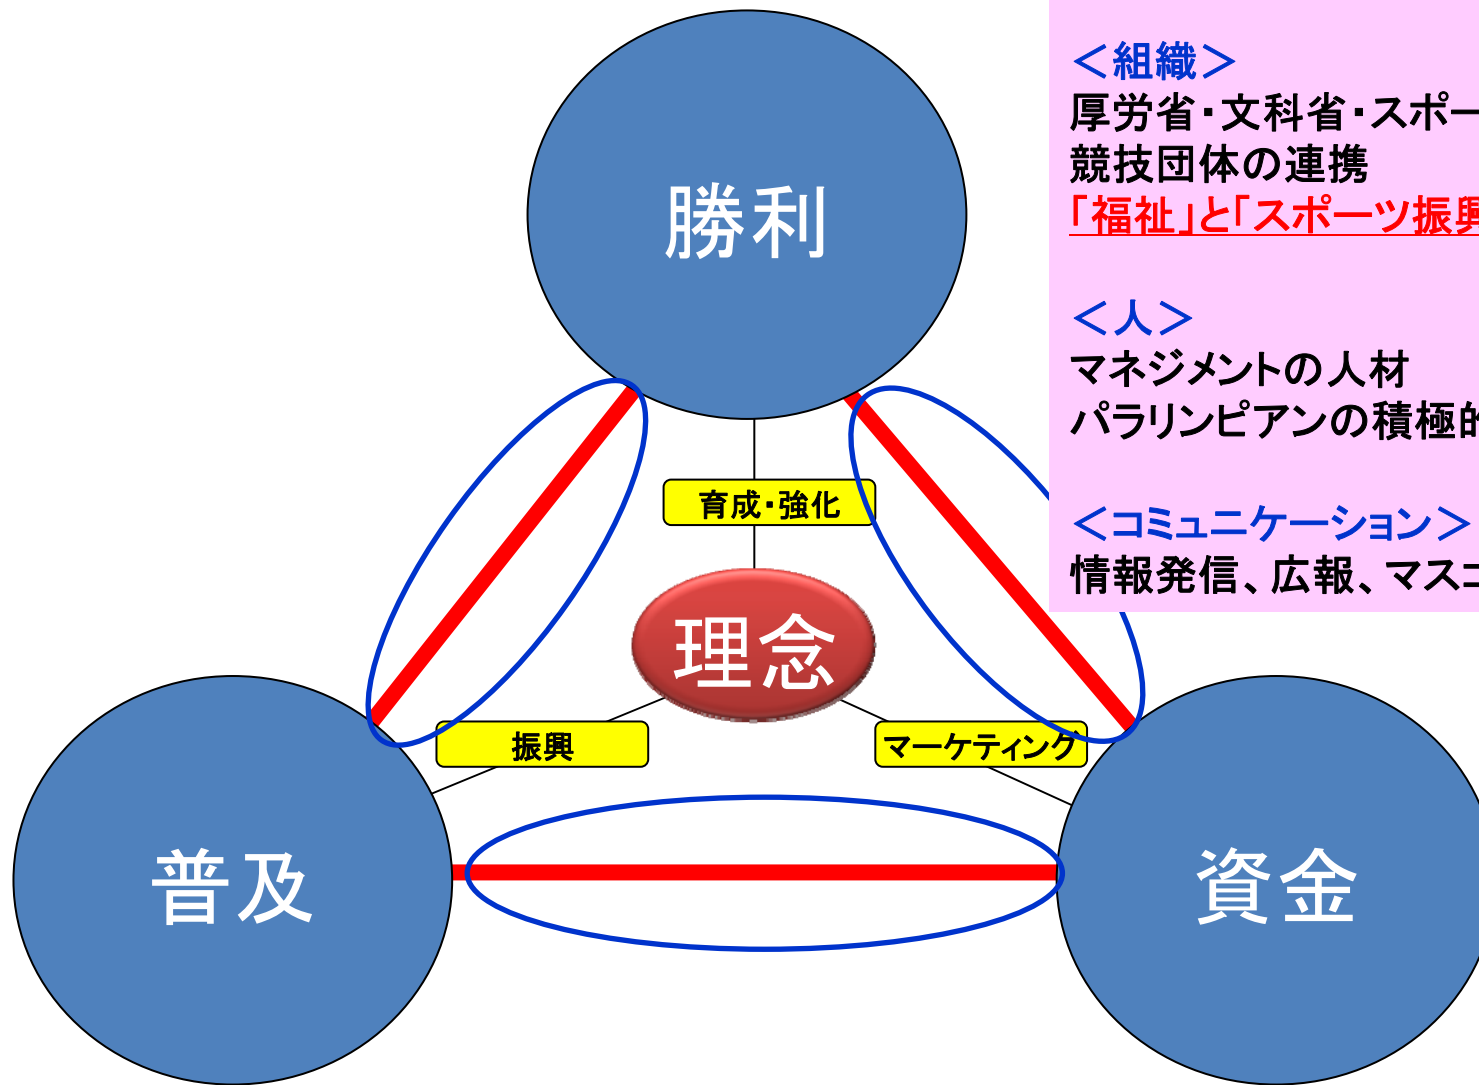 勝利
育成・強化
理念
振興
マーケティング
普及
資金
＜組織＞
厚労省・文科省・スポー
競技団体の連携
「福祉」と「スポーツ振興
＜人＞
マネジメントの人材
パラリンピアンの積極的
＜コミュニケーション＞
情報発信、広報、マスコ